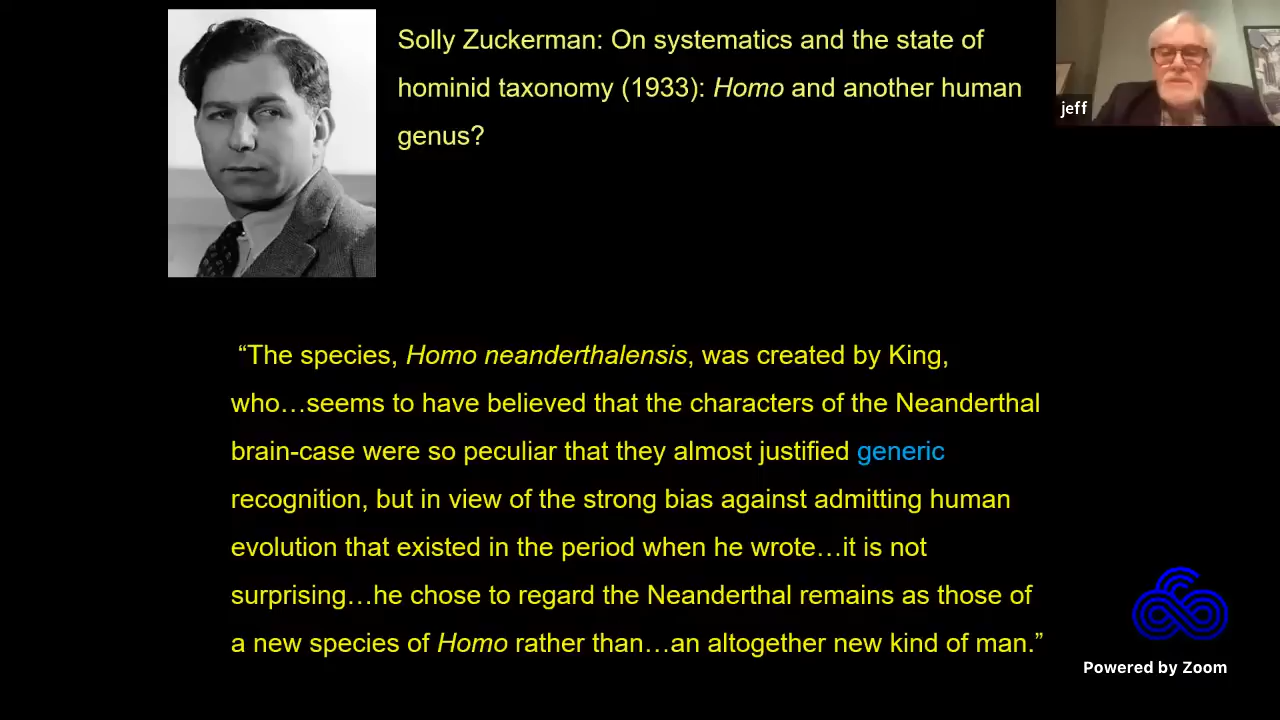 Solly Zuckerman: On systematics and the state of
hominid taxonomy (1933): Homo and another human
genus?
jeff
“The species, Homo neanderthalensis, was created by King,
who…seems to have believed that the characters of the Neanderthal
brain-case were so peculiar that they almost justified generic
recognition, but in view of the strong bias against admitting human
evolution that existed in the period when he wrote…it is not
surprising…he chose to regard the Neanderthal remains as those of
a new species of Homo rather than…an altogether new kind of man.”
Powered by Zoom